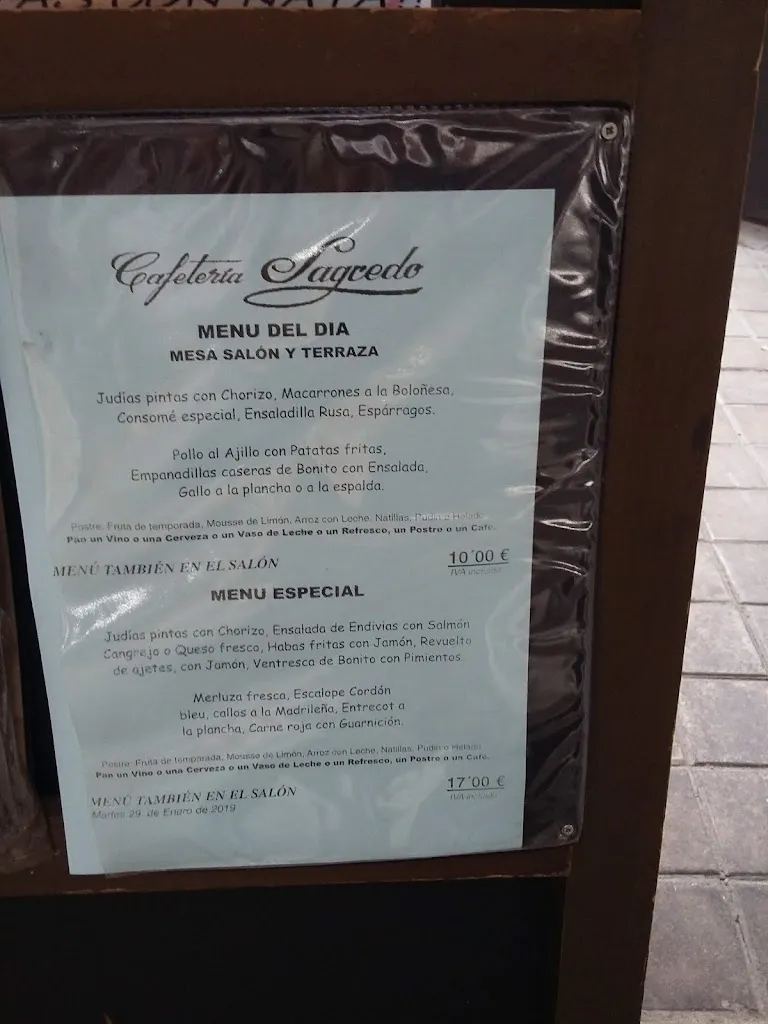 Cafetería Sagredo
MENU DEL DIA
MESA SALÓN Y TERRAZA
Judías pintas con Chorizo, Macarrones a la Boloñesa,
Consomé especial, Ensaladilla Rusa, Espárragos.
Pollo al Ajillo con Patatas fritas,
Empanadillas caseras de Bonito con Ensalada,
Gallo a la plancha o a la espalda.
Postre: Fruta de temporada, Mousse de Limón, Arroz con Leche, Natillas, Pudin o Helado
Pan un Vino o una Cerveza o un Vaso de Leche o un Refresco, un Postre o un Café.
MENÚ TAMBIÉN EN EL SALÓN
10´00 €
IVA incluido
MENU ESPECIAL
Judías pintas con Chorizo, Ensalada de Endivias con Salmón
Cangrejo o Queso fresco, Habas fritas con Jamón, Revuelto
de ajetes, con Jamón, Ventresca de Bonito con Pimientos.
Merluza fresca, Escalope Cordón
bleu, callos a la Madrileña, Entrecot a
la plancha, Carne roja con Guarnición.
Postre: Fruta de temporada, Mousse de Limón, Arroz con Leche, Natillas, Pudin o Helado
Pan un Vino o una Cerveza o un Vaso de Leche o un Refresco, un Postre o un Café.
17´00 €
IVA incluido
MENÚ TAMBIÉN EN EL SALÓN
Martes 29, de Enero de 2019